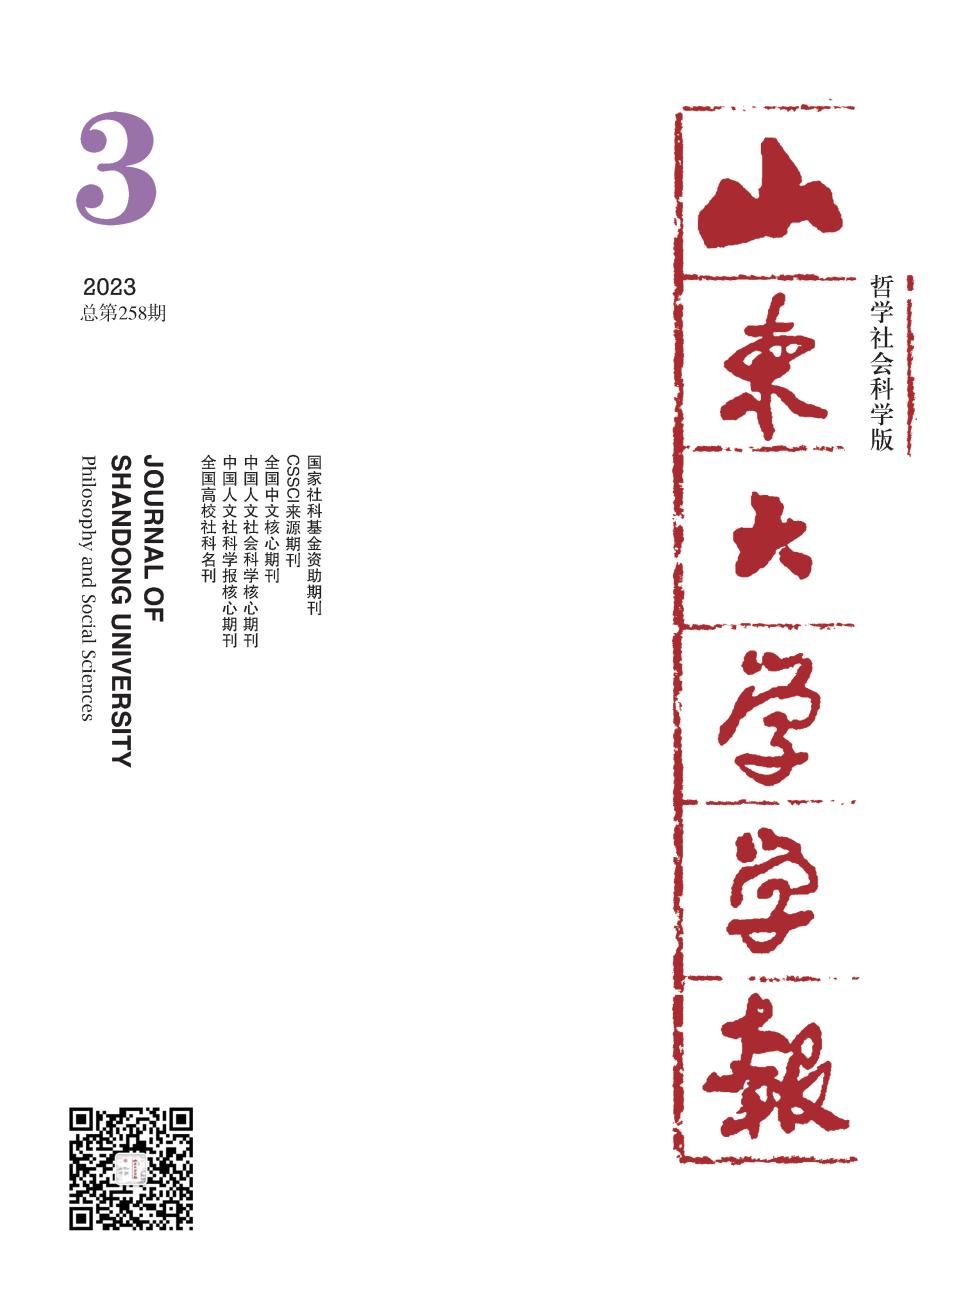 3
2023
总第258期
山東大学学報
哲学社会科学版
国家社科基金资助期刊
CSSCI来源期刊
全国中文核心期刊
中国人文社会科学核心期刊
中国人文社科学报核心期刊
全国高校社科名刊
JOURNAL OF
SHANDONG UNIVERSITY
Philosophy and Social Sciences